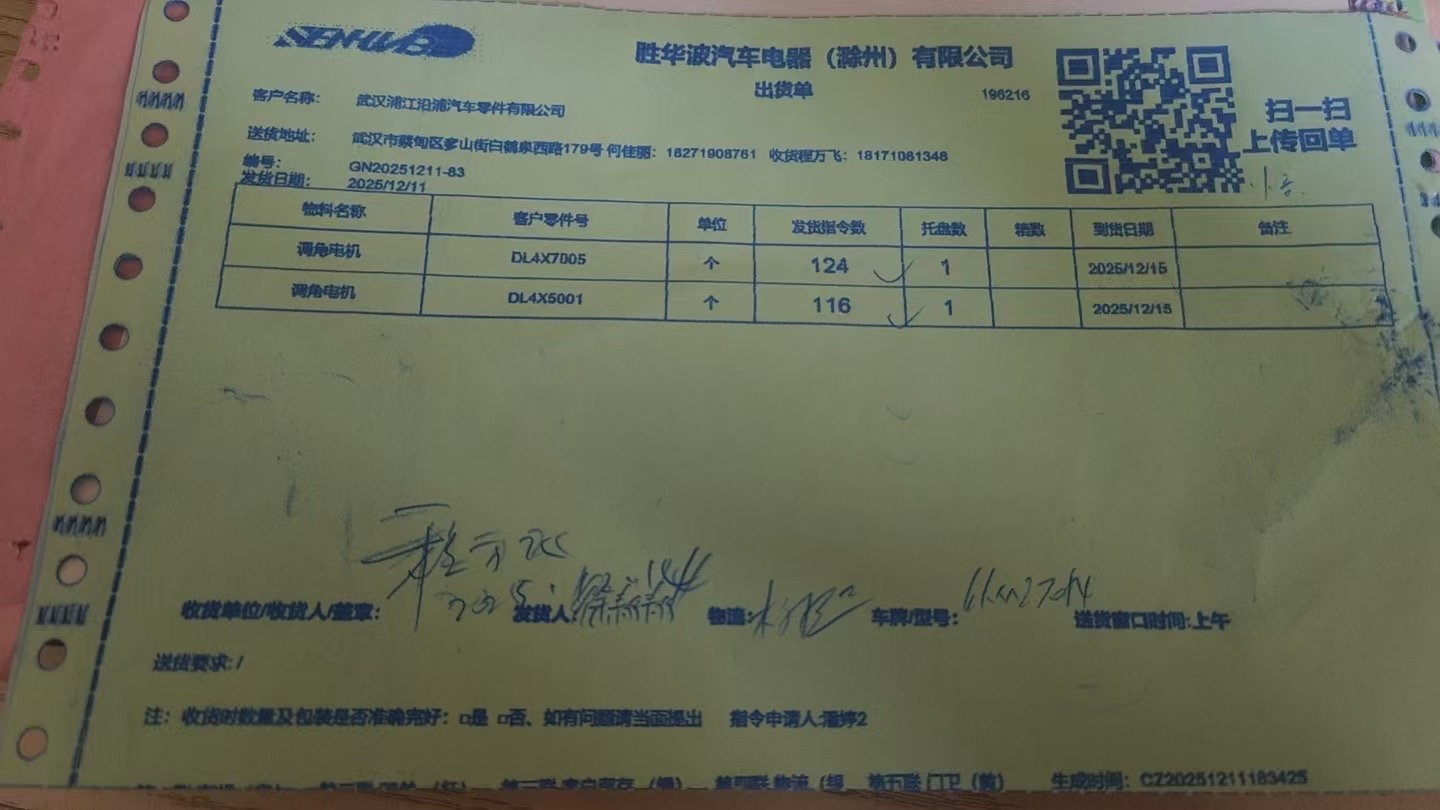 SENHWB
胜华波汽车电器（滁州）有限公司
出货单
196216
扫一扫
上传回单
客户名称： 武汉浦江沿浦汽车零件有限公司
送货地址： 武汉市蔡甸区奓山街白鹤泉西路179号 何佳丽：18271908761 收货程万飞：18171081348
编号： GN20251211-83
发货日期： 2025/12/11
物料名称 客户零件号 单位 发货指令数 托盘数 箱数 到货日期 备注
调角电机 DL4X7005 个 124 1 2025/12/15
调角电机 DL4X5001 个 116 1 2025/12/15
程万飞
收货单位/收货人/盖章： 发货人: 物流: 车牌/型号： 送货窗口时间:上午
送货要求: /
注： 收货时数量及包装是否准确完好：□是 □否、如有问题请当面提出 指令申请人:潘婷2
生成时间：CZ20251211183425